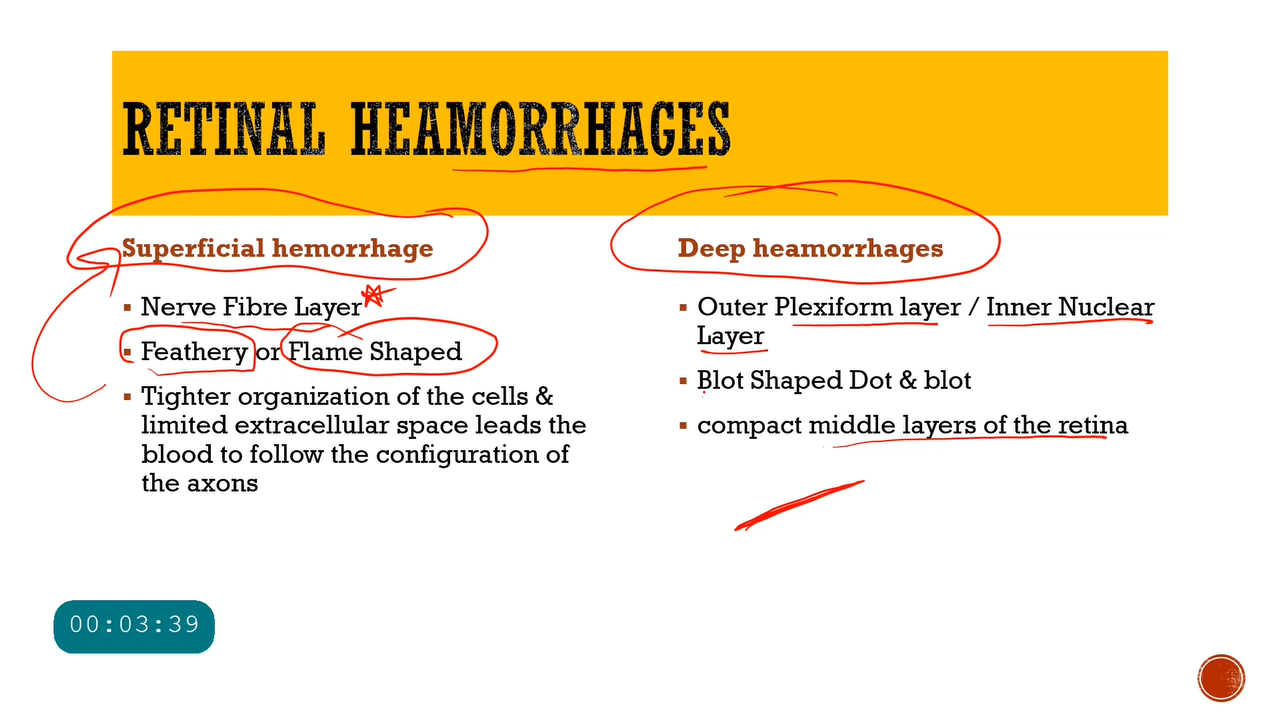 RETINAL HEAMORRHAGES
Superficial hemorrhage
Nerve Fibre Layer
Feathery or Flame Shaped
Tighter organization of the cells &
limited extracellular space leads the
blood to follow the configuration of
the axons
Deep heamorrhages
Outer Plexiform layer / Inner Nuclear
Layer
Blot Shaped Dot & blot
compact middle layers of the retina
00:03:39